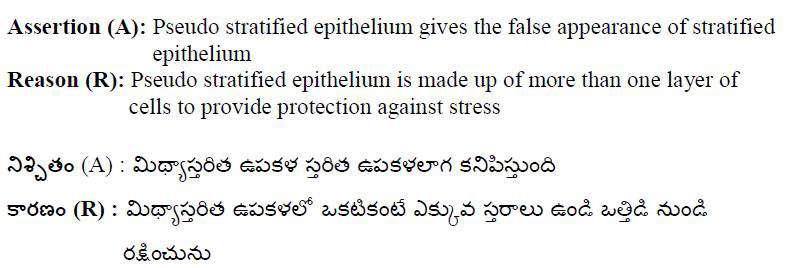 Assertion (A): Pseudo stratified epithelium gives the false appearance of stratified
epithelium
Reason (R): Pseudo stratified epithelium is made up of more than one layer of
cells to provide protection against stress
నిశ్చితం (A) : మిథ్యాస్తరిత ఉపకళ స్తరిత ఉపకళలాగ కనిపిస్తుంది
కారణం (R) : మిథ్యాస్తరిత ఉపకళలో ఒకటికంటే ఎక్కువ స్తరాలు ఉండి ఒత్తిడి నుండి
రక్షించును